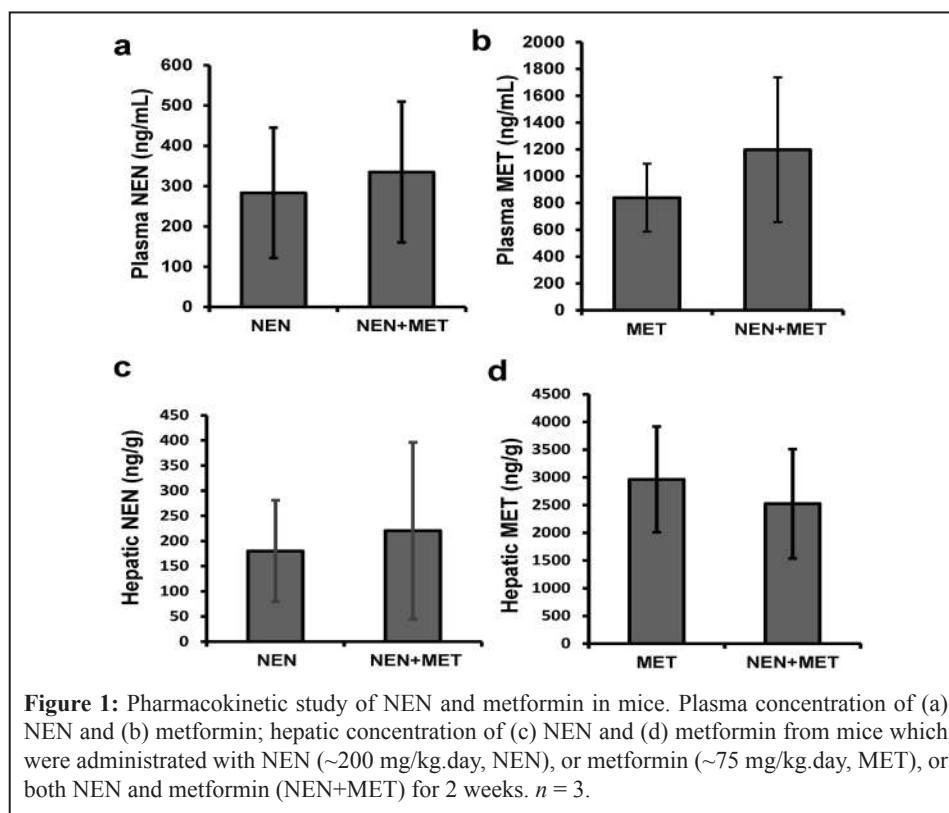 a
600
500
400
300
200
100
0
Plasma NEN (ng/mL)
NEN NEN+MET
b
2000
1800
1600
1400
1200
1000
800
600
400
200
0
Plasma MET (ng/mL)
MET NEN+MET
c
450
400
350
300
250
200
150
100
50
0
Hepatic NEN (ng/g)
NEN NEN+MET
d
4500
4000
3500
3000
2500
2000
1500
1000
500
0
Hepatic MET (ng/g)
MET NEN+MET
Figure 1: Pharmacokinetic study of NEN and metformin in mice. Plasma concentration of (a)
NEN and (b) metformin; hepatic concentration of (c) NEN and (d) metformin from mice which
were administrated with NEN (~200 mg/kg.day, NEN), or metformin (~75 mg/kg.day, MET), or
both NEN and metformin (NEN+MET) for 2 weeks. n = 3.